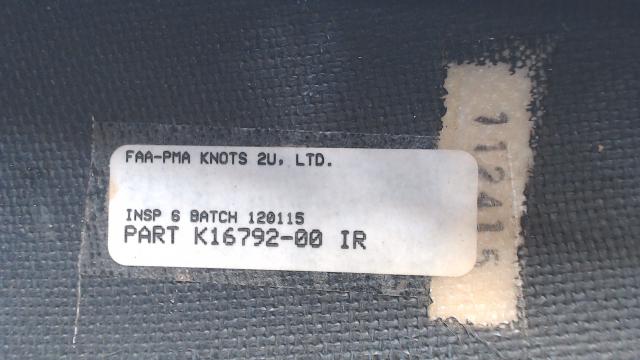 FAA-PMA KNOTS 2U, LTD.
INSP 6 BATCH 120115
PART K16792-00 IR
112415